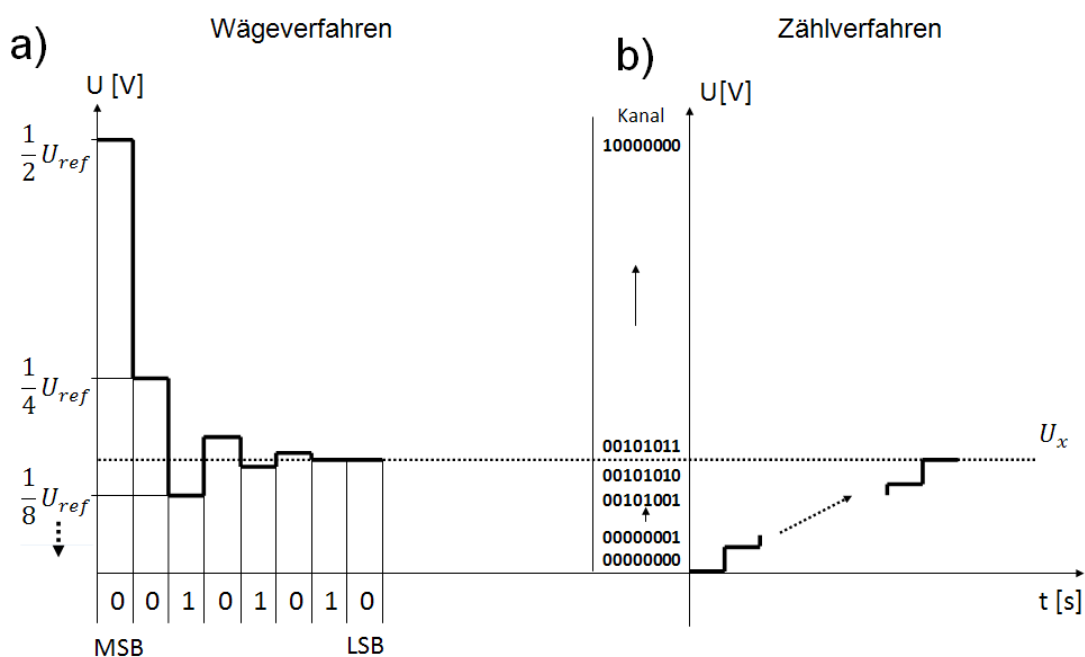 Wägeverfahren
a)
U [V]
1/2 U_ref
1/4 U_ref
1/8 U_ref
0 0 1 0 1 0 1 0
MSB LSB
Zählverfahren
b)
U[V]
Kanal
10000000
00101011
U_x
00101010
00101001
00000001
00000000
t [s]